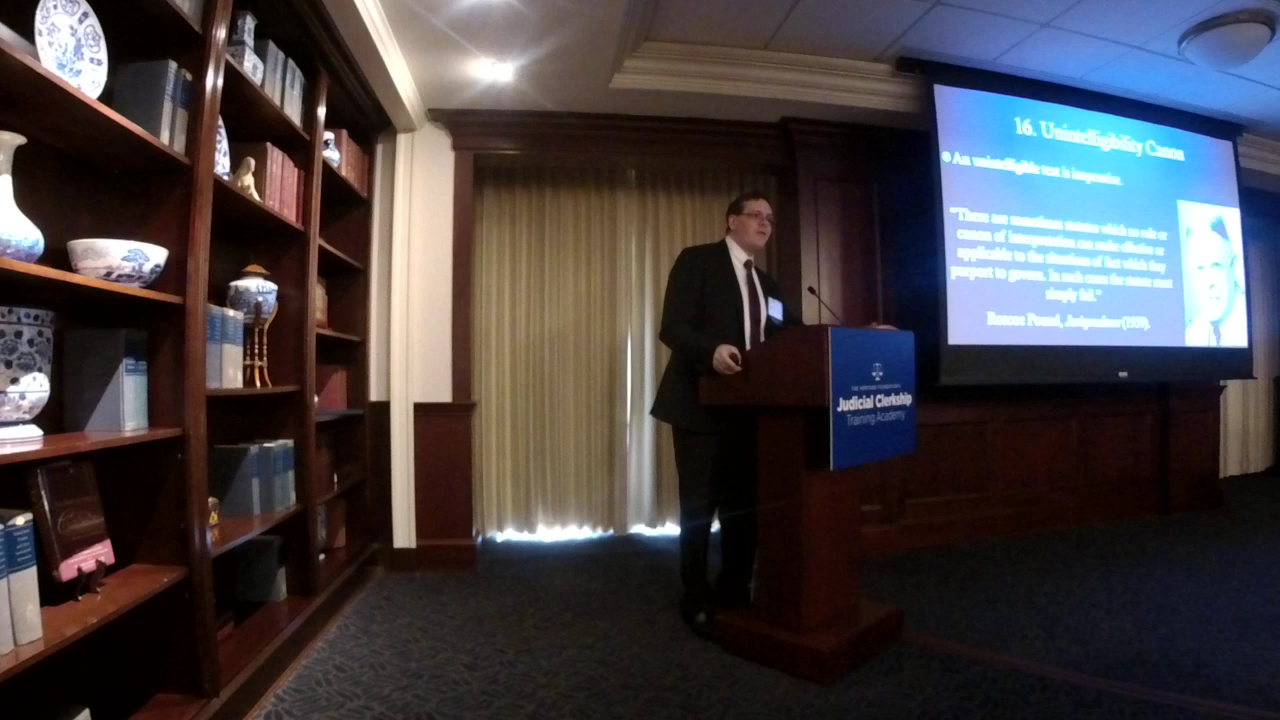 16. Unintelligibility Canon
An unintelligible text is inoperative.
"There are sometimes statutes which no rule or
canon of interpretation can make effective or
applicable to the situations of fact which they
purport to govern. In such cases the statute must
simply fail."
Roscoe Pound, Jurisprudence (1959).
THE HERITAGE FOUNDATION'S
Judicial Clerkship
Training Academy